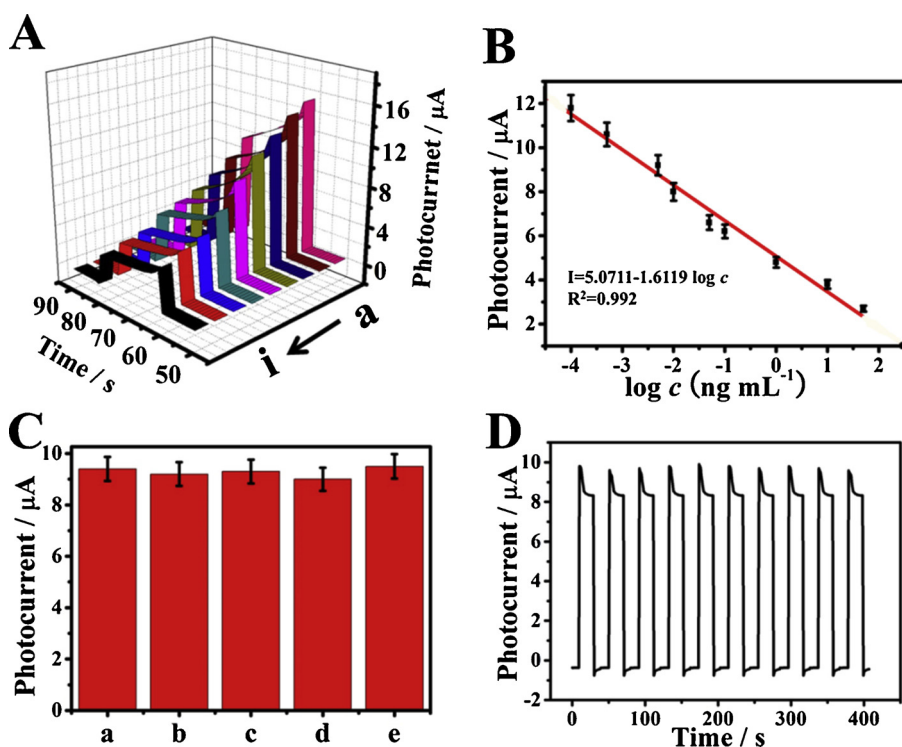 A
Photocurrnet / μA
16
12
8
4
0
90
80
70
60
50
Time / s
i
a
B
Photocurrent / μA
12
10
8
6
4
2
I=5.0711-1.6119 log c
R²=0.992
-4 -3 -2 -1 0 1 2
log c (ng mL⁻¹)
C
Photocurrent / μA
10
8
6
4
2
0
a b c d e
D
Photocurrent / μA
10
8
6
4
2
0
-2
0 100 200 300 400
Time / s